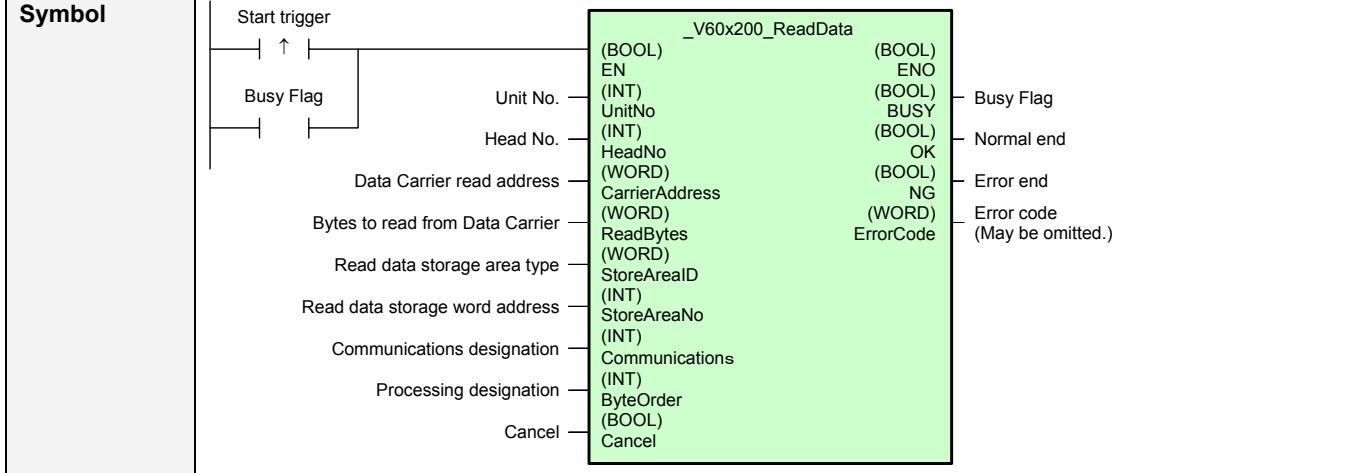 Symbol
Start trigger
↑
Busy Flag
Unit No.
Head No.
Data Carrier read address
Bytes to read from Data Carrier
Read data storage area type
Read data storage word address
Communications designation
Processing designation
Cancel
_V60x200_ReadData
(BOOL) (BOOL)
EN ENO
(INT) (BOOL)
UnitNo BUSY
(INT) (BOOL)
HeadNo OK
(WORD) (BOOL)
CarrierAddress NG
(WORD) (WORD)
ReadBytes ErrorCode
(WORD)
StoreAreaID
(INT)
StoreAreaNo
(INT)
Communications
(INT)
ByteOrder
(BOOL)
Cancel
Busy Flag
Normal end
Error end
Error code
(May be omitted.)